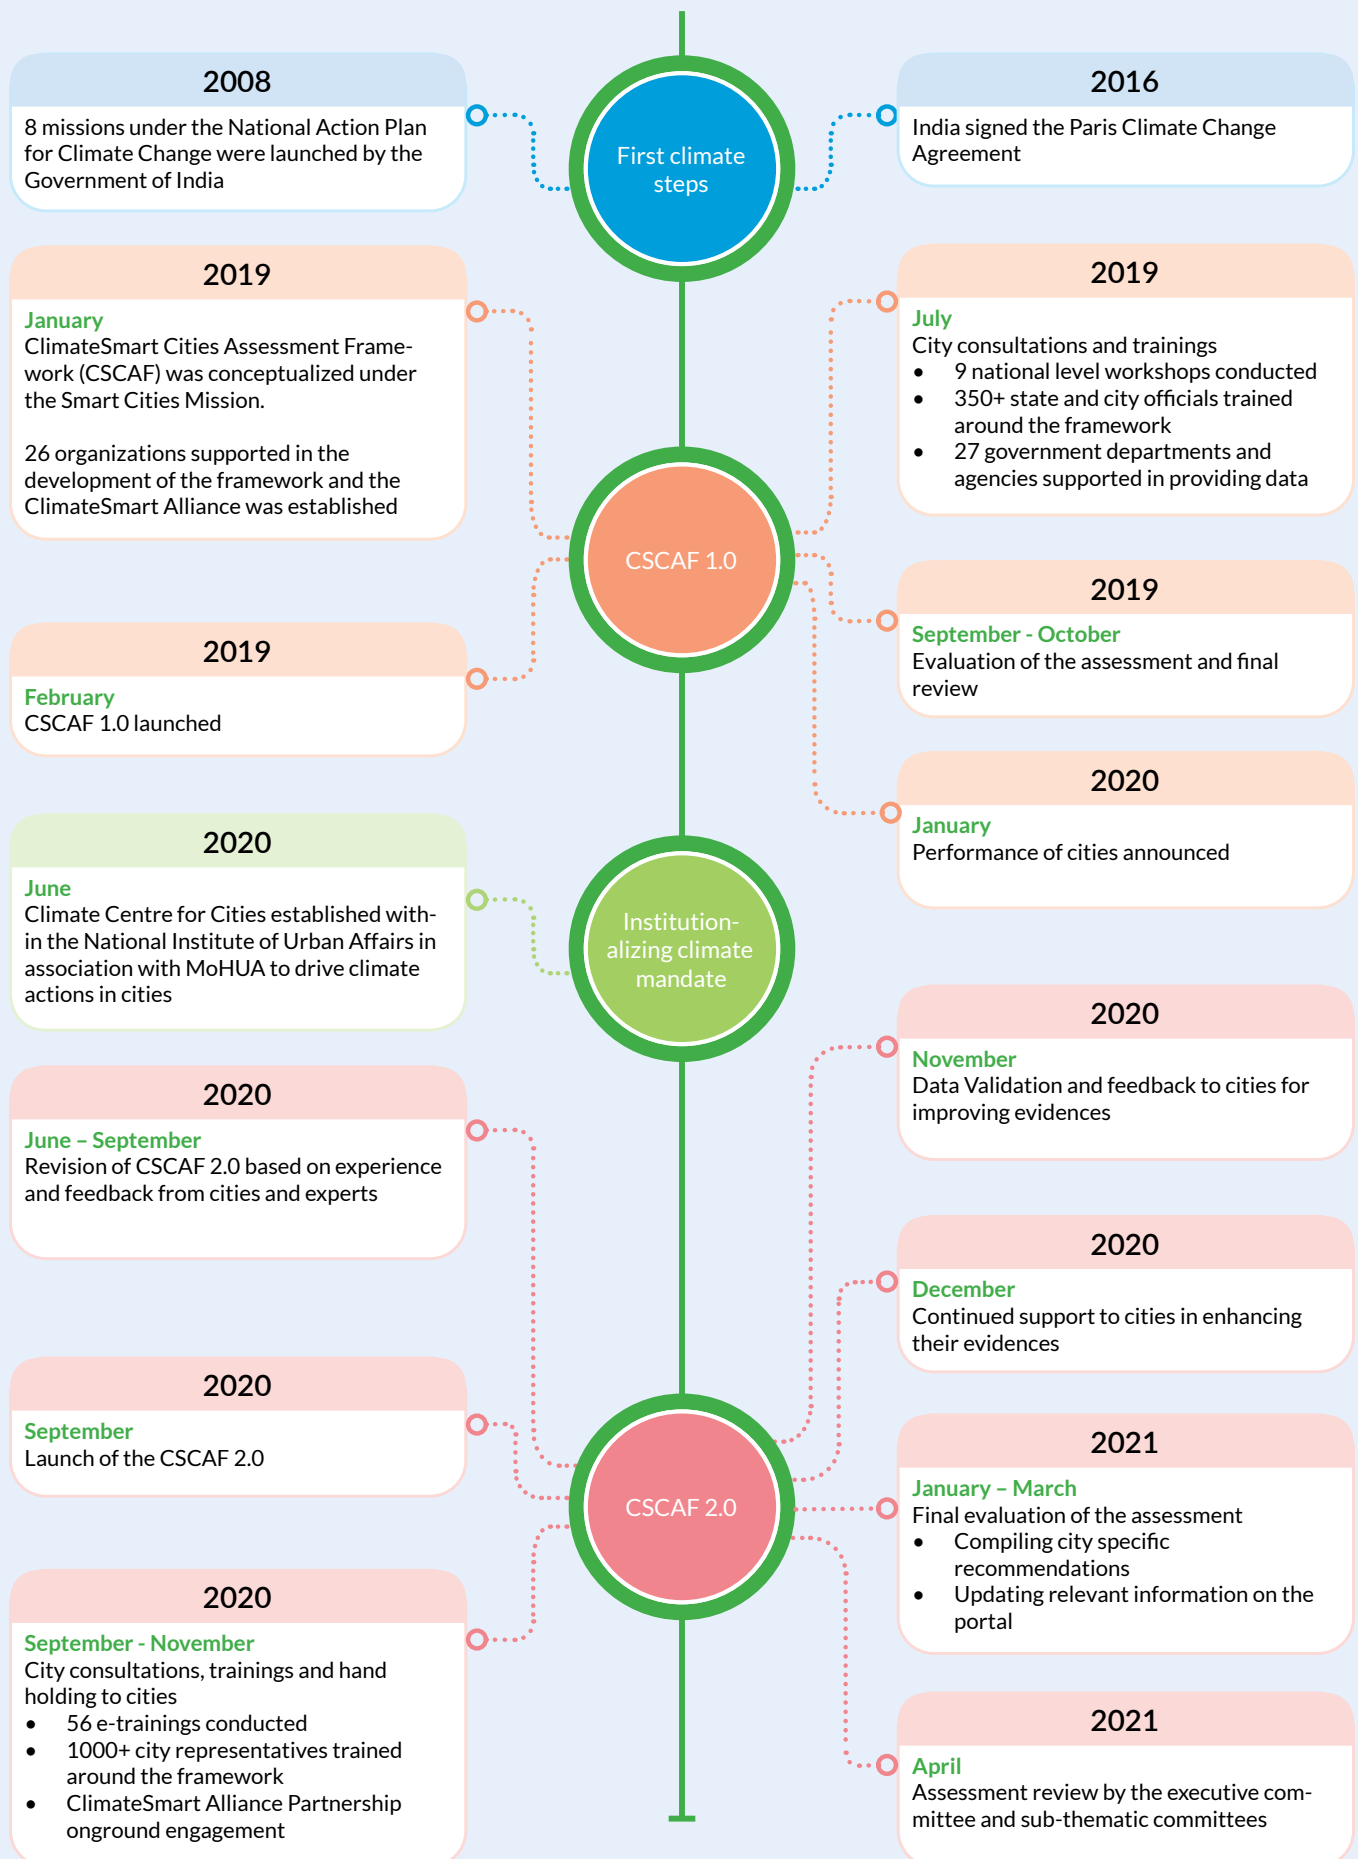 2008
8 missions under the National Action Plan
for Climate Change were launched by the
Government of India
First climate
steps
2016
India signed the Paris Climate Change
Agreement
2019
January
ClimateSmart Cities Assessment Frame-
work (CSCAF) was conceptualized under
the Smart Cities Mission.
26 organizations supported in the
development of the framework and the
ClimateSmart Alliance was established
2019
February
CSCAF 1.0 launched
CSCAF 1.0
2019
July
City consultations and trainings
• 9 national level workshops conducted
• 350+ state and city officials trained
around the framework
• 27 government departments and
agencies supported in providing data
2019
September - October
Evaluation of the assessment and final
review
2020
January
Performance of cities announced
2020
June
Climate Centre for Cities established with-
in the National Institute of Urban Affairs in
association with MoHUA to drive climate
actions in cities
Institution-
alizing climate
mandate
2020
June – September
Revision of CSCAF 2.0 based on experience
and feedback from cities and experts
2020
September
Launch of the CSCAF 2.0
2020
September - November
City consultations, trainings and hand
holding to cities
• 56 e-trainings conducted
• 1000+ city representatives trained
around the framework
• ClimateSmart Alliance Partnership
onground engagement
CSCAF 2.0
2020
November
Data Validation and feedback to cities for
improving evidences
2020
December
Continued support to cities in enhancing
their evidences
2021
January – March
Final evaluation of the assessment
• Compiling city specific
recommendations
• Updating relevant information on the
portal
2021
April
Assessment review by the executive com-
mittee and sub-thematic committees